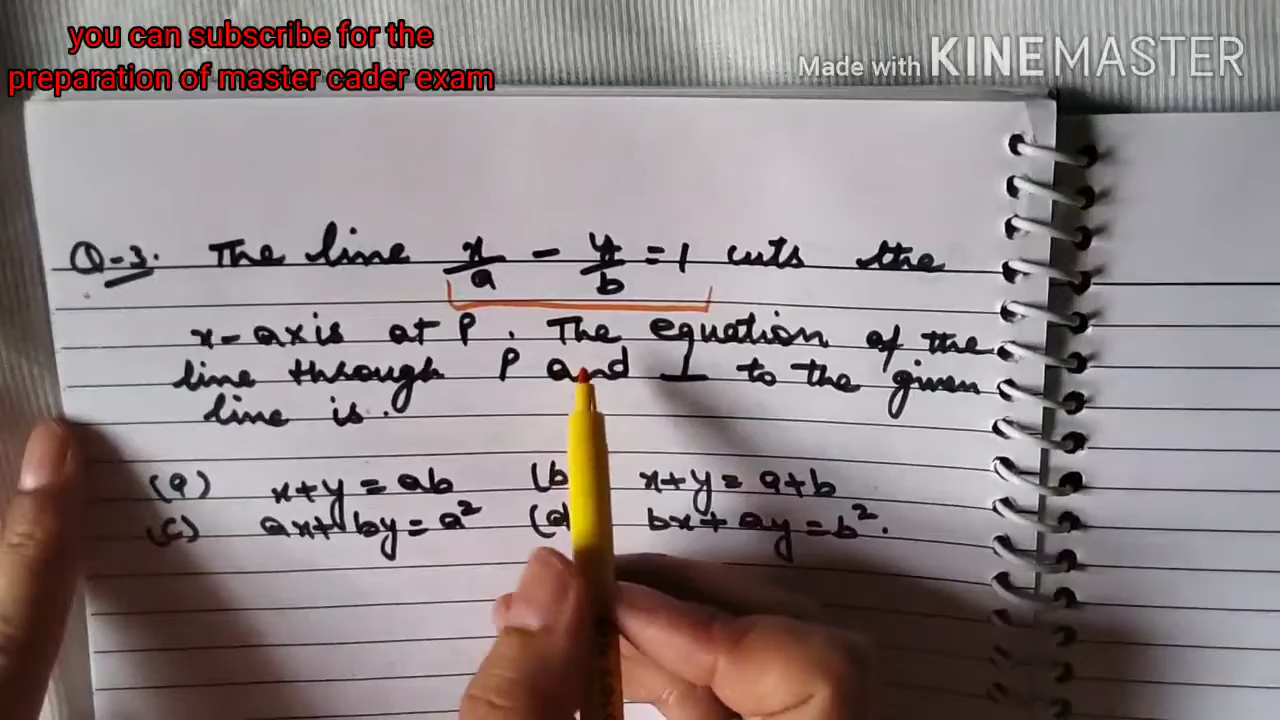 you can subscribe for the
preparation of master cader exam
Made with KINEMASTER
Q-3. The line x/a - y/b = 1 cuts the
x-axis at P. The equation of the
line through P and ⊥ to the given
line is.
(a) x+y = ab (b x+y = a+b
(c) ax+by = a² (d bx+ay = b².